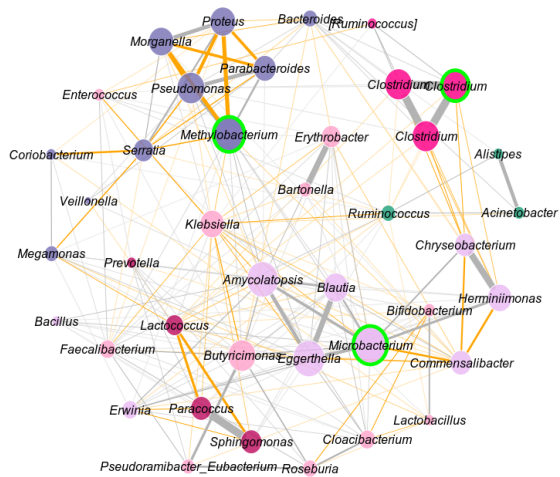 Proteus
Bacteroides
[Ruminococcus]
Morganella
Parabacteroides
Pseudomonas
Clostridium
Clostridium
Enterococcus
Methylobacterium
Clostridium
Erythrobacter
Coriobacterium
Serratia
Alistipes
Bartonella
Veillonella
Ruminococcus
Acinetobacter
Klebsiella
Chryseobacterium
Megamonas
Prevotella
Amycolatopsis
Blautia
Herminiimonas
Bifidobacterium
Bacillus
Lactococcus
Microbacterium
Faecalibacterium
Butyricimonas
Eggerthella
Commensalibacter
Erwinia
Paracoccus
Lactobacillus
Sphingomonas
Cloacibacterium
Pseudoramibacter_Eubacterium
Roseburia